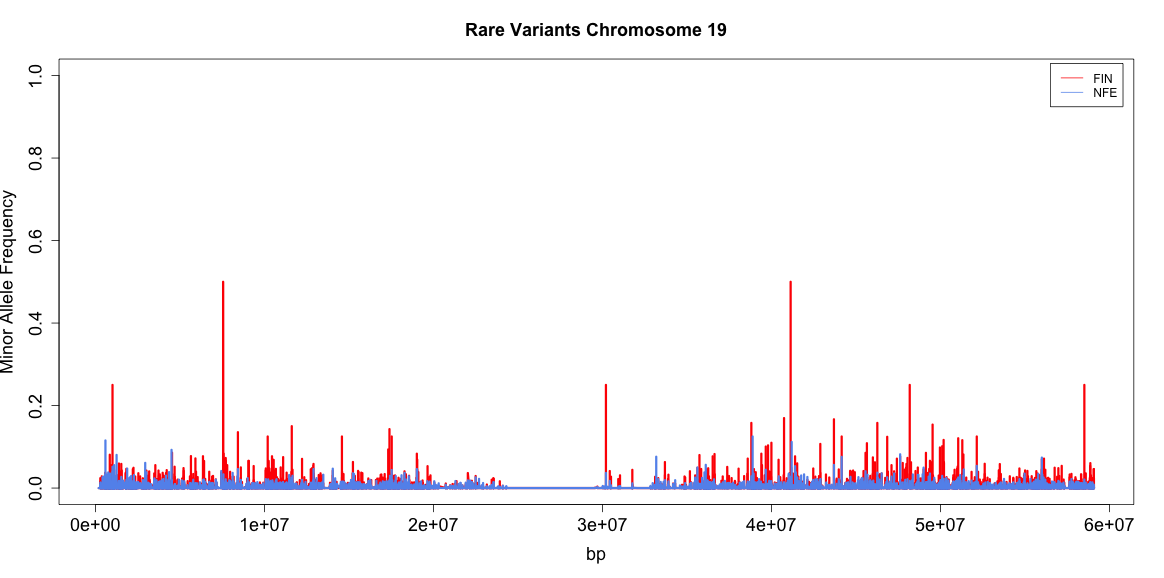 Rare Variants Chromosome 19
FIN
NFE
Minor Allele Frequency
1.0
0.8
0.6
0.4
0.2
0.0
0e+00 1e+07 2e+07 3e+07 4e+07 5e+07 6e+07
bp